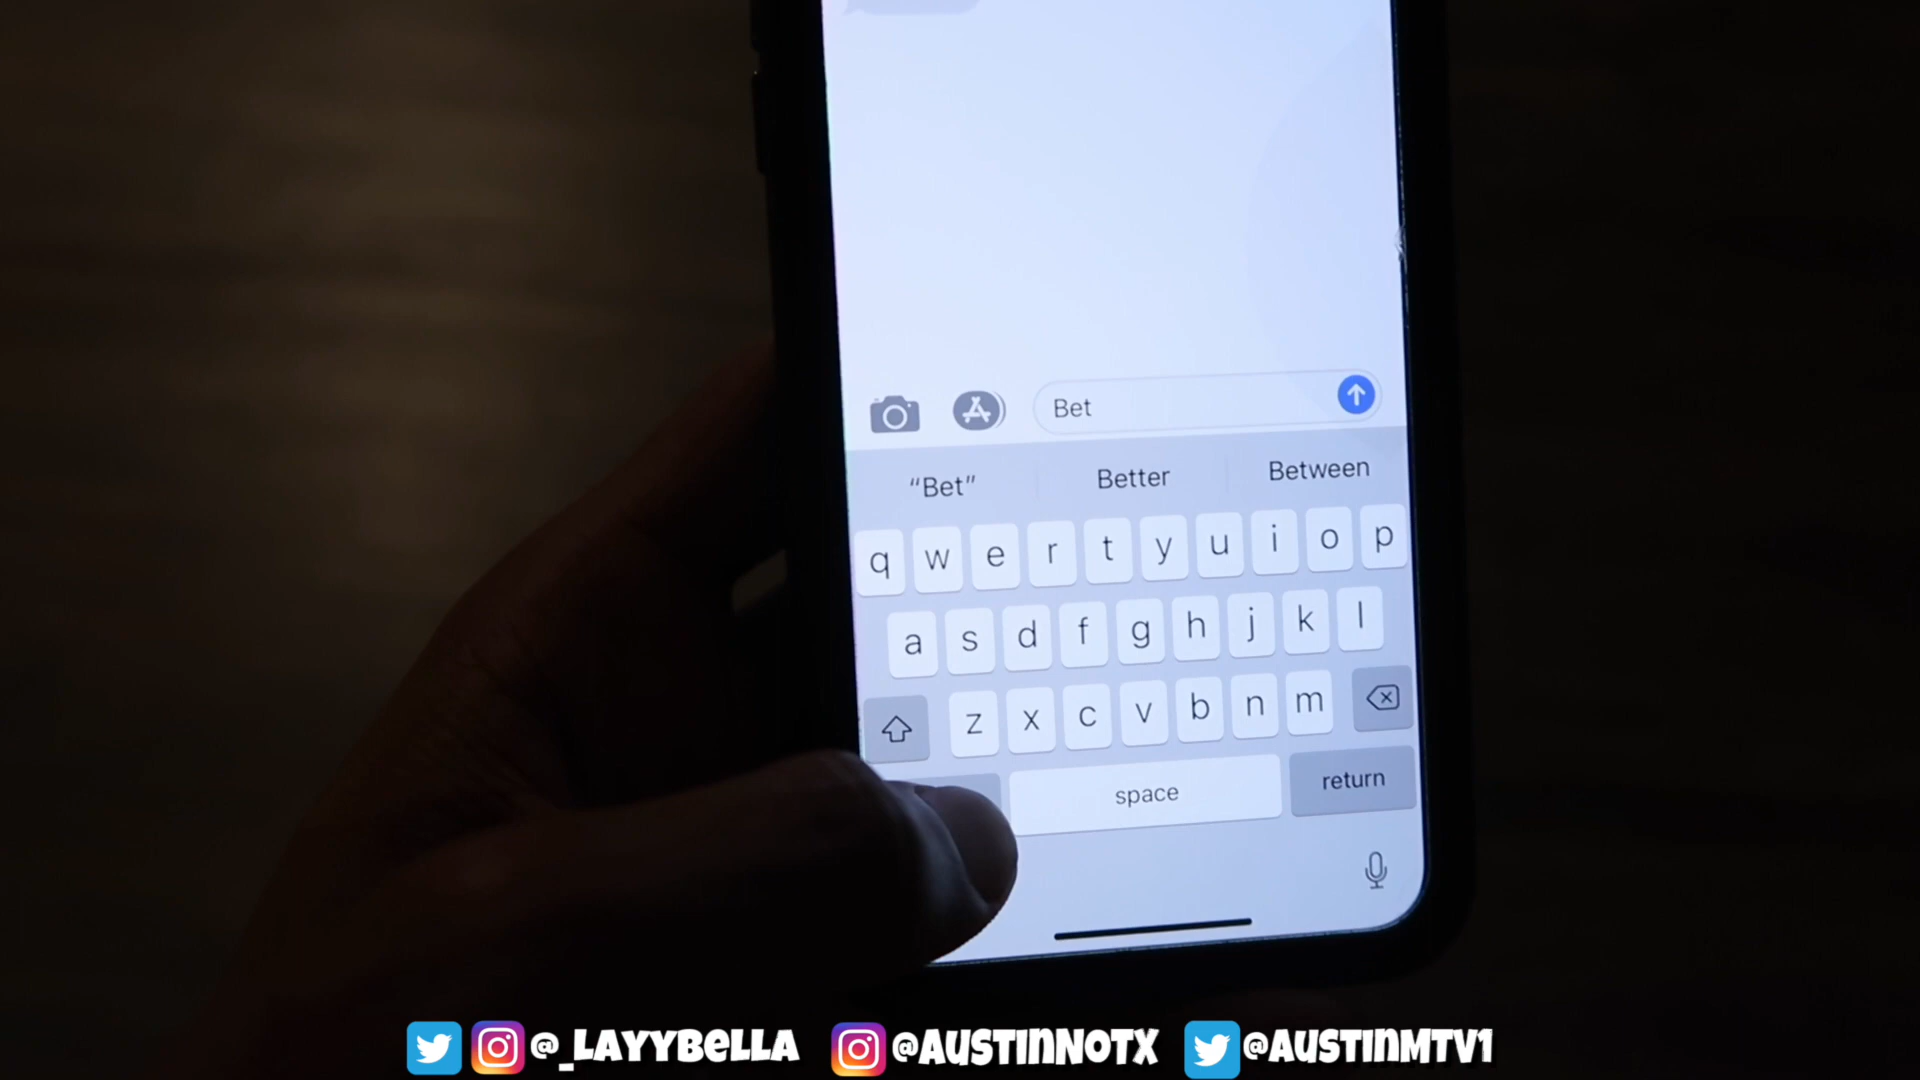 Bet
“Bet” Better Between
q w e r t y u i o p
a s d f g h j k l
z x c v b n m
space return
@_LAYYBELLA @AUSTINNOTX @AUSTINMTV1